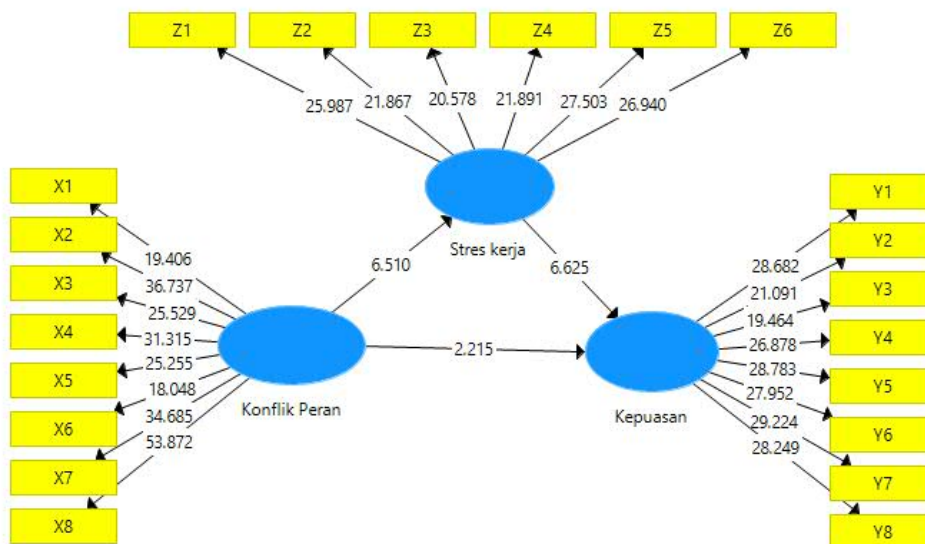 Z1
Z2
Z3
Z4
Z5
Z6
25.987
21.867
20.578
21.891
27.503
26.940
Stres kerja
X1
X2
X3
X4
X5
X6
X7
X8
19.406
36.737
25.529
31.315
25.255
18.048
34.685
53.872
Konflik Peran
6.510
6.625
2.215
Kepuasan
28.682
21.091
19.464
26.878
28.783
27.952
29.224
28.249
Y1
Y2
Y3
Y4
Y5
Y6
Y7
Y8